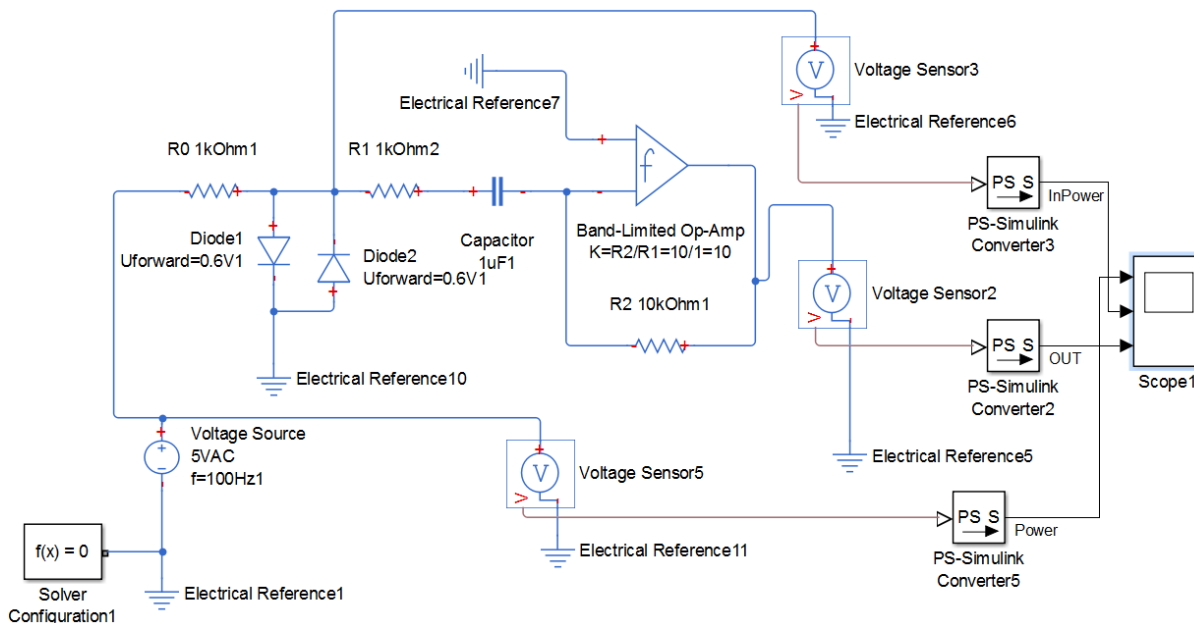 Voltage Sensor3
Electrical Reference7
Electrical Reference6
R0 1kOhm1
R1 1kOhm2
V
V
f
PS S
InPower
PS-Simulink
Converter3
Diode1
Uforward=0.6V1
Diode2
Uforward=0.6V1
Capacitor
1uF1
Band-Limited Op-Amp
K=R2/R1=10/1=10
R2 10kOhm1
Voltage Sensor2
V
V
PS S
OUT
PS-Simulink
Converter2
Scope1
Electrical Reference10
Voltage Source
5VAC
f=100Hz1
Voltage Sensor5
V
V
Electrical Reference5
PS S
Power
PS-Simulink
Converter5
Electrical Reference11
f(x) = 0
Solver
Configuration1
Electrical Reference1